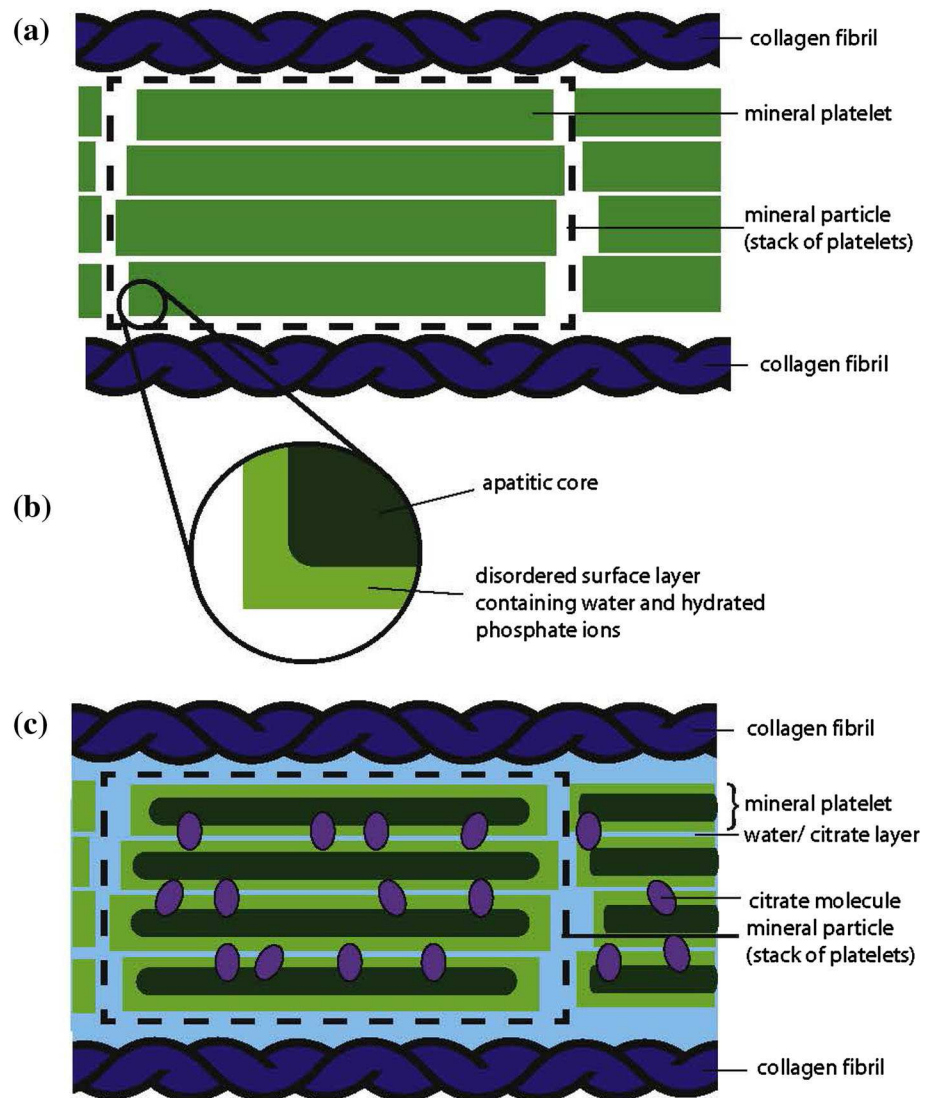 (a)
collagen fibril
mineral platelet
mineral particle
(stack of platelets)
collagen fibril
(b)
apatitic core
disordered surface layer
containing water and hydrated
phosphate ions
(c)
collagen fibril
mineral platelet
water/ citrate layer
citrate molecule
mineral particle
(stack of platelets)
collagen fibril